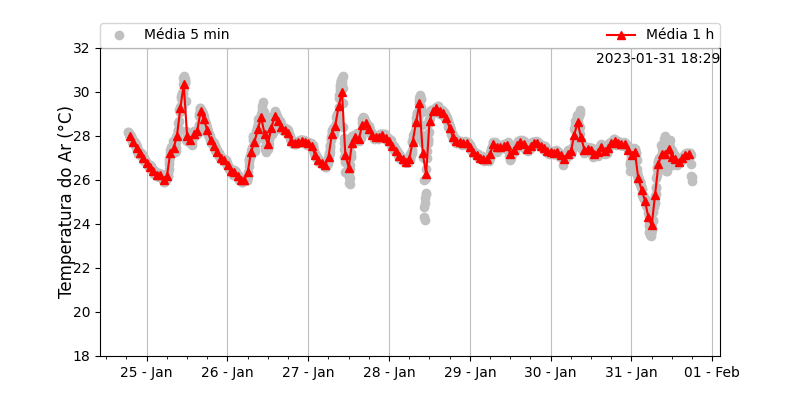 Média 5 min
Média 1 h
2023-01-31 18:29
Temperatura do Ar (°C)
32
30
28
26
24
22
20
18
25 - Jan
26 - Jan
27 - Jan
28 - Jan
29 - Jan
30 - Jan
31 - Jan
01 - Feb